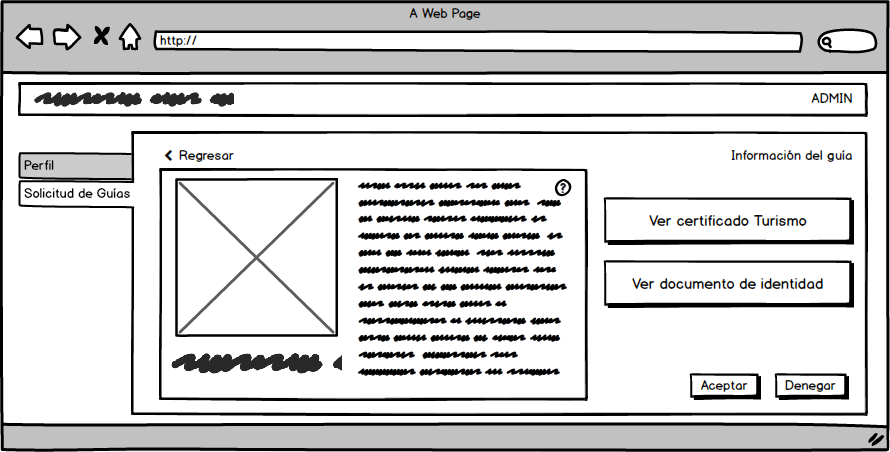 A Web Page
http://
ADMIN
Perfil
Solicitud de Guías
Regresar
Información del guía
?
Ver certificado Turismo
Ver documento de identidad
Aceptar
Denegar